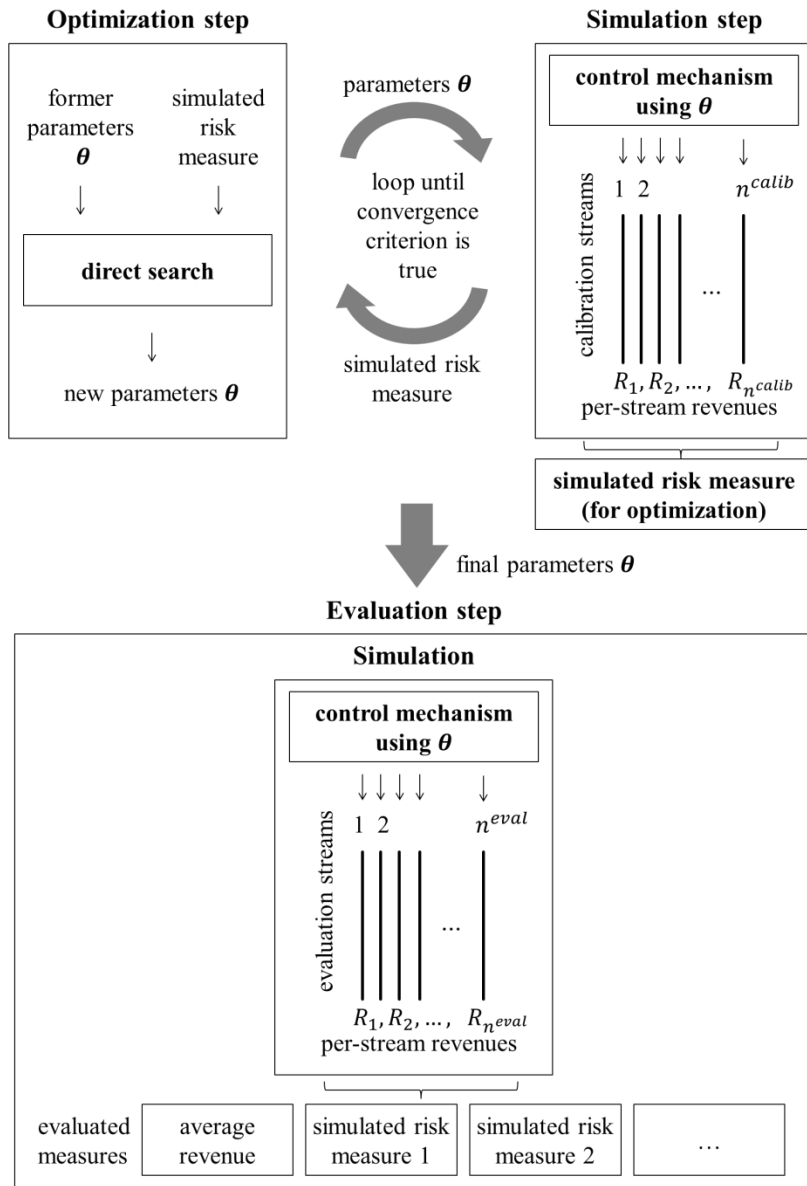 Optimization step
former
parameters
θ
simulated
risk
measure
direct search
new parameters θ
parameters θ
loop until
convergence
criterion is
true
simulated risk
measure
Simulation step
control mechanism
using θ
calibration streams
1 2 n^{calib}
...
R_1, R_2, ..., R_{n^{calib}}
per-stream revenues
simulated risk measure
(for optimization)
final parameters θ
Evaluation step
Simulation
control mechanism
using θ
evaluation streams
1 2 n^{eval}
...
R_1, R_2, ..., R_{n^{eval}}
per-stream revenues
evaluated
measures
average
revenue
simulated risk
measure 1
simulated risk
measure 2
...